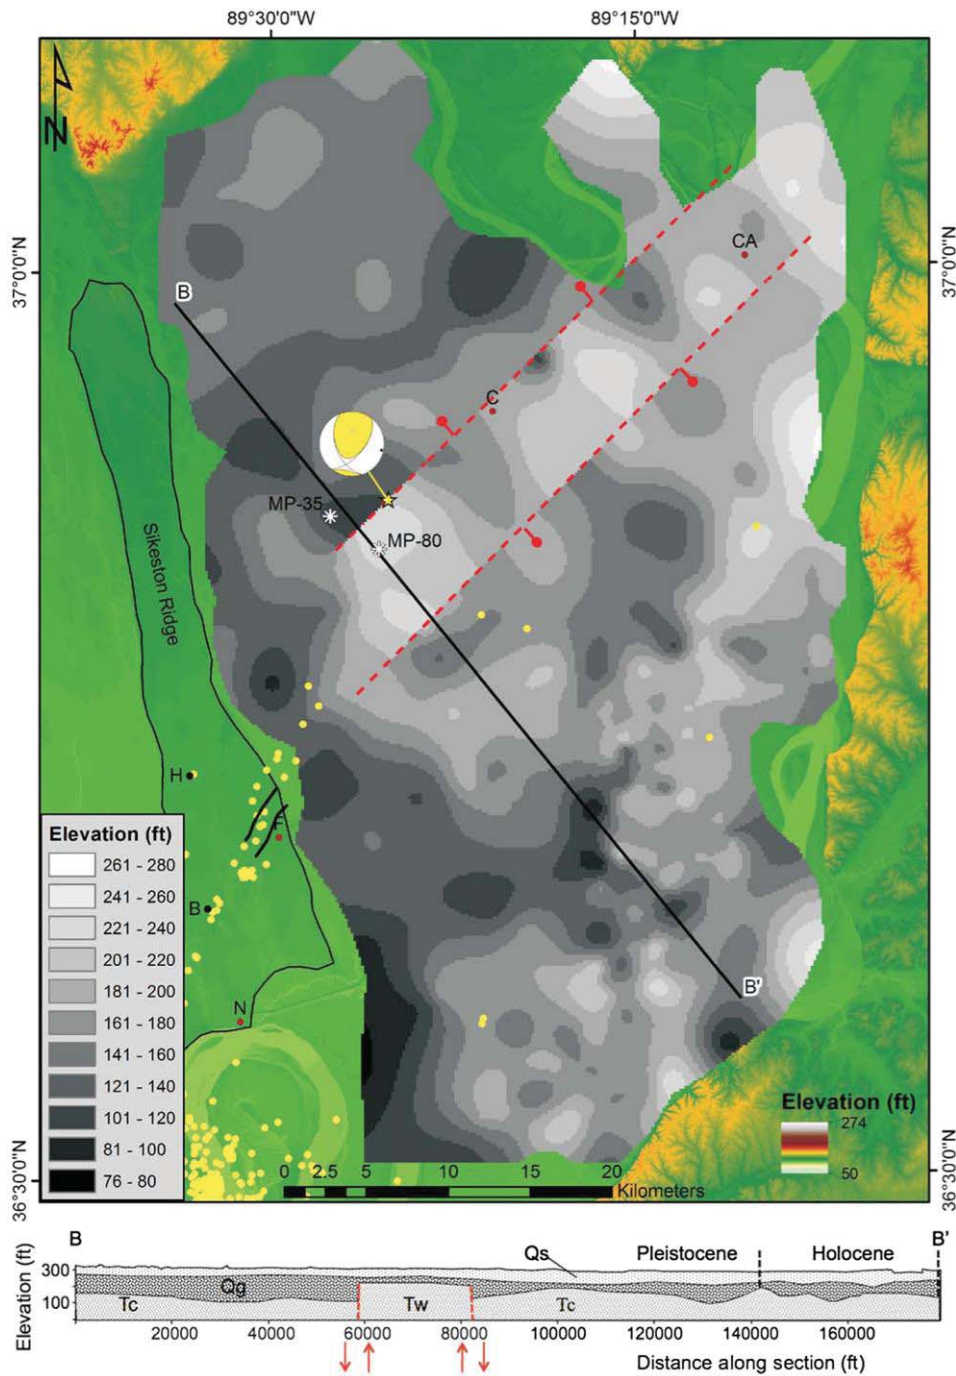 89°30'0"W
89°15'0"W
N
37°0'0"N
37°0'0"N
CA
B
C
MP-35
MP-80
Sikeston Ridge
H
F
B
N
B'
Elevation (ft)
261 - 280
241 - 260
221 - 240
201 - 220
181 - 200
161 - 180
141 - 160
121 - 140
101 - 120
81 - 100
76 - 80
Elevation (ft)
274
50
0 2.5 5 10 15 20
Kilometers
36°30'0"N
36°30'0"N
B
B'
Elevation (ft)
300
100
Qs
Pleistocene
Holocene
Qg
Tc
Tw
Tc
20000 40000 60000 80000 100000 120000 140000 160000
Distance along section (ft)